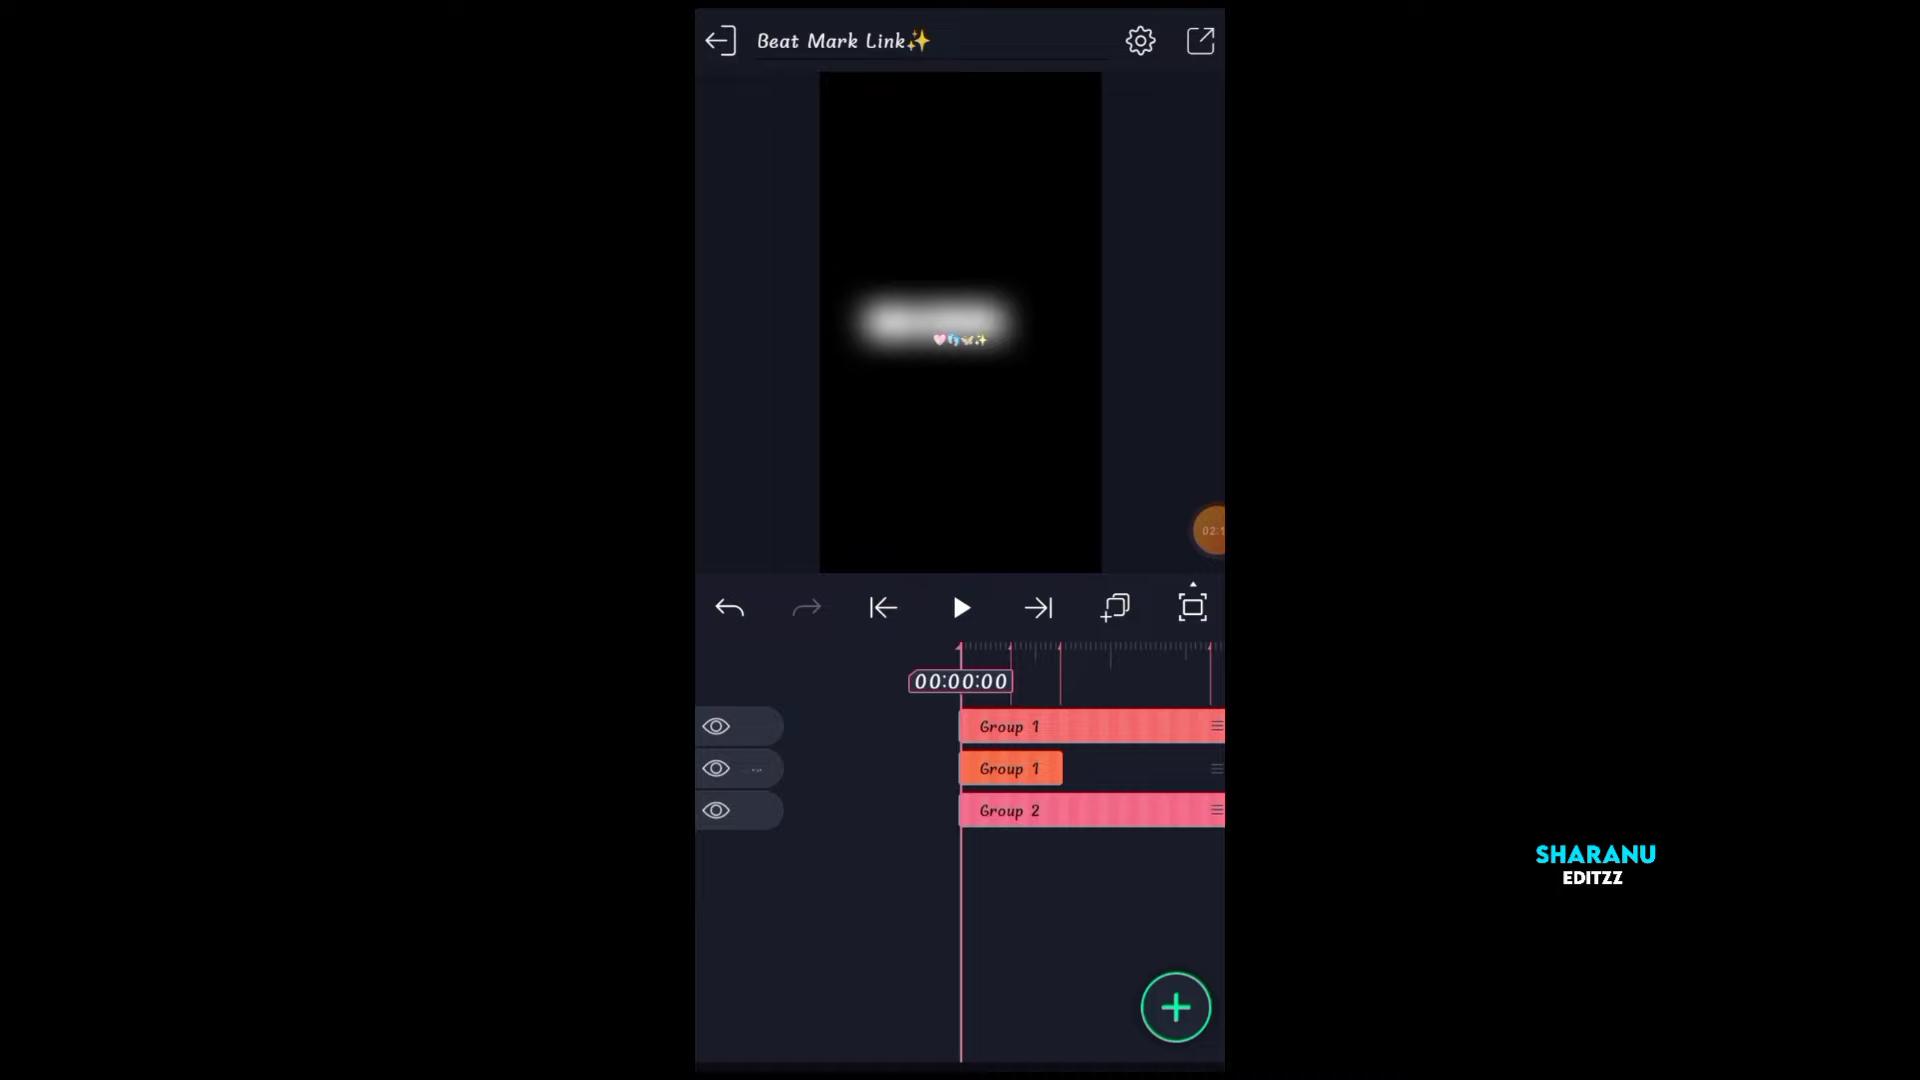 Beat Mark Link✨
🩷👣🦋✨
00:00:00
Group 1
Group 1
Group 2
SHARANU
EDITZZ